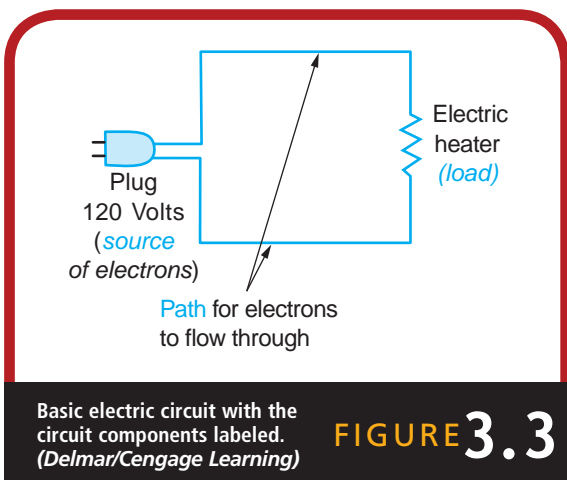 Electric
heater
(load)
Plug
120 Volts
(source
of electrons)
Path for electrons
to flow through
Basic electric circuit with the
circuit components labeled.
(Delmar/Cengage Learning)
FIGURE 3.3